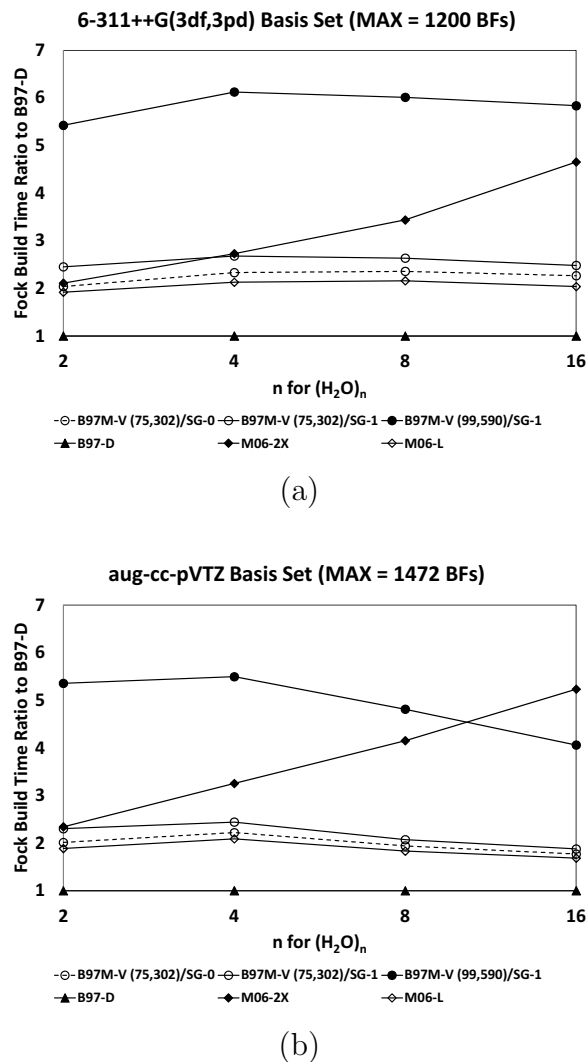 6-311++G(3df,3pd) Basis Set (MAX = 1200 BFs)
7
6
5
4
3
2
1
Fock Build Time Ratio to B97-D
2 4 8 16
n for (H₂O)ₙ
B97M-V (75,302)/SG-0 B97M-V (75,302)/SG-1 B97M-V (99,590)/SG-1
B97-D M06-2X M06-L
(a)
aug-cc-pVTZ Basis Set (MAX = 1472 BFs)
7
6
5
4
3
2
1
Fock Build Time Ratio to B97-D
2 4 8 16
n for (H₂O)ₙ
B97M-V (75,302)/SG-0 B97M-V (75,302)/SG-1 B97M-V (99,590)/SG-1
B97-D M06-2X M06-L
(b)